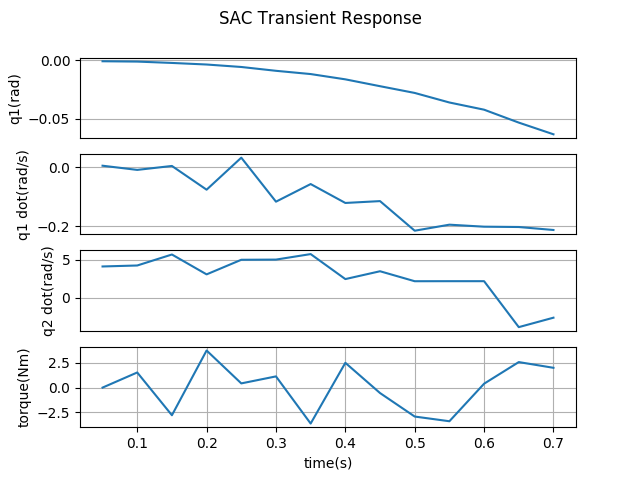 SAC Transient Response
0.00
−0.05
q1(rad)
0.0
−0.2
q1 dot(rad/s)
5
0
q2 dot(rad/s)
2.5
0.0
−2.5
torque(Nm)
0.1 0.2 0.3 0.4 0.5 0.6 0.7
time(s)